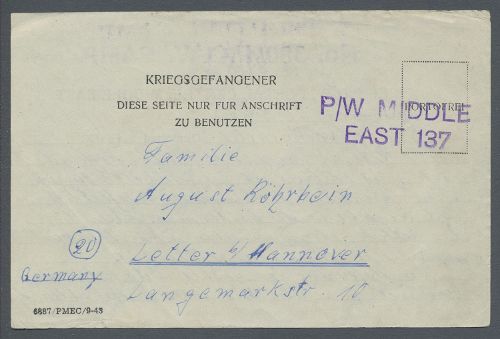 KRIEGSGEFANGENER
DIESE SEITE NUR FUR ANSCHRIFT
ZU BENUTZEN
PORTOFREI
P/W MIDDLE
EAST 137
Familie
August Röhrbein
20
Letter b/ Hannover
Germany
Langemarkstr. 10
6887/PMEC/9-43